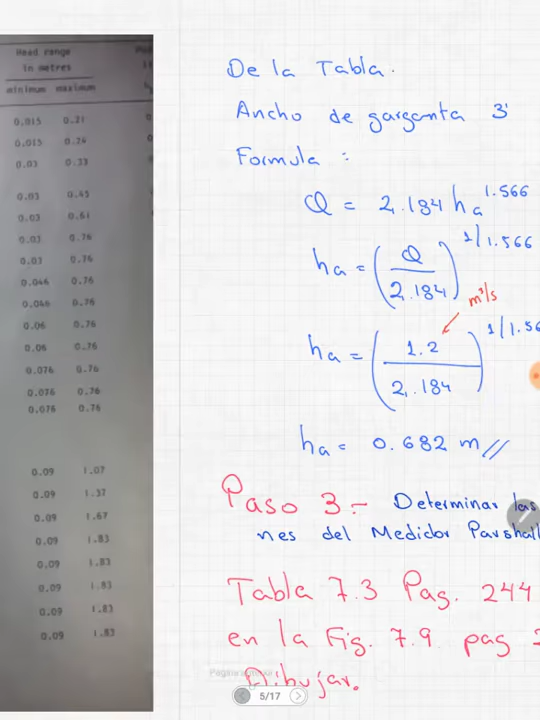 Head range
in metres
minimum maximum
0.015 0.21
0.015 0.24
0.03 0.33
0.03 0.45
0.03 0.61
0.03 0.76
0.03 0.76
0.046 0.76
0.046 0.76
0.06 0.76
0.06 0.76
0.076 0.76
0.076 0.76
0.076 0.76
0.09 1.07
0.09 1.37
0.09 1.67
0.09 1.83
0.09 1.83
0.09 1.83
0.09 1.83
0.09 1.83
De la Tabla.
Ancho de garganta 3'
Formula :
Q = 2.184 ha^1.566
ha = (Q/2.184)^1/1.566
m³/s
ha = (1.2/2.184)^1/1.56
ha = 0.682 m//
Paso 3:- Determinar las
nes del Medidor Parshall
Tabla 7.3 Pag. 244
en la Fig. 7.9 pag 2
Dibujar.
5/17